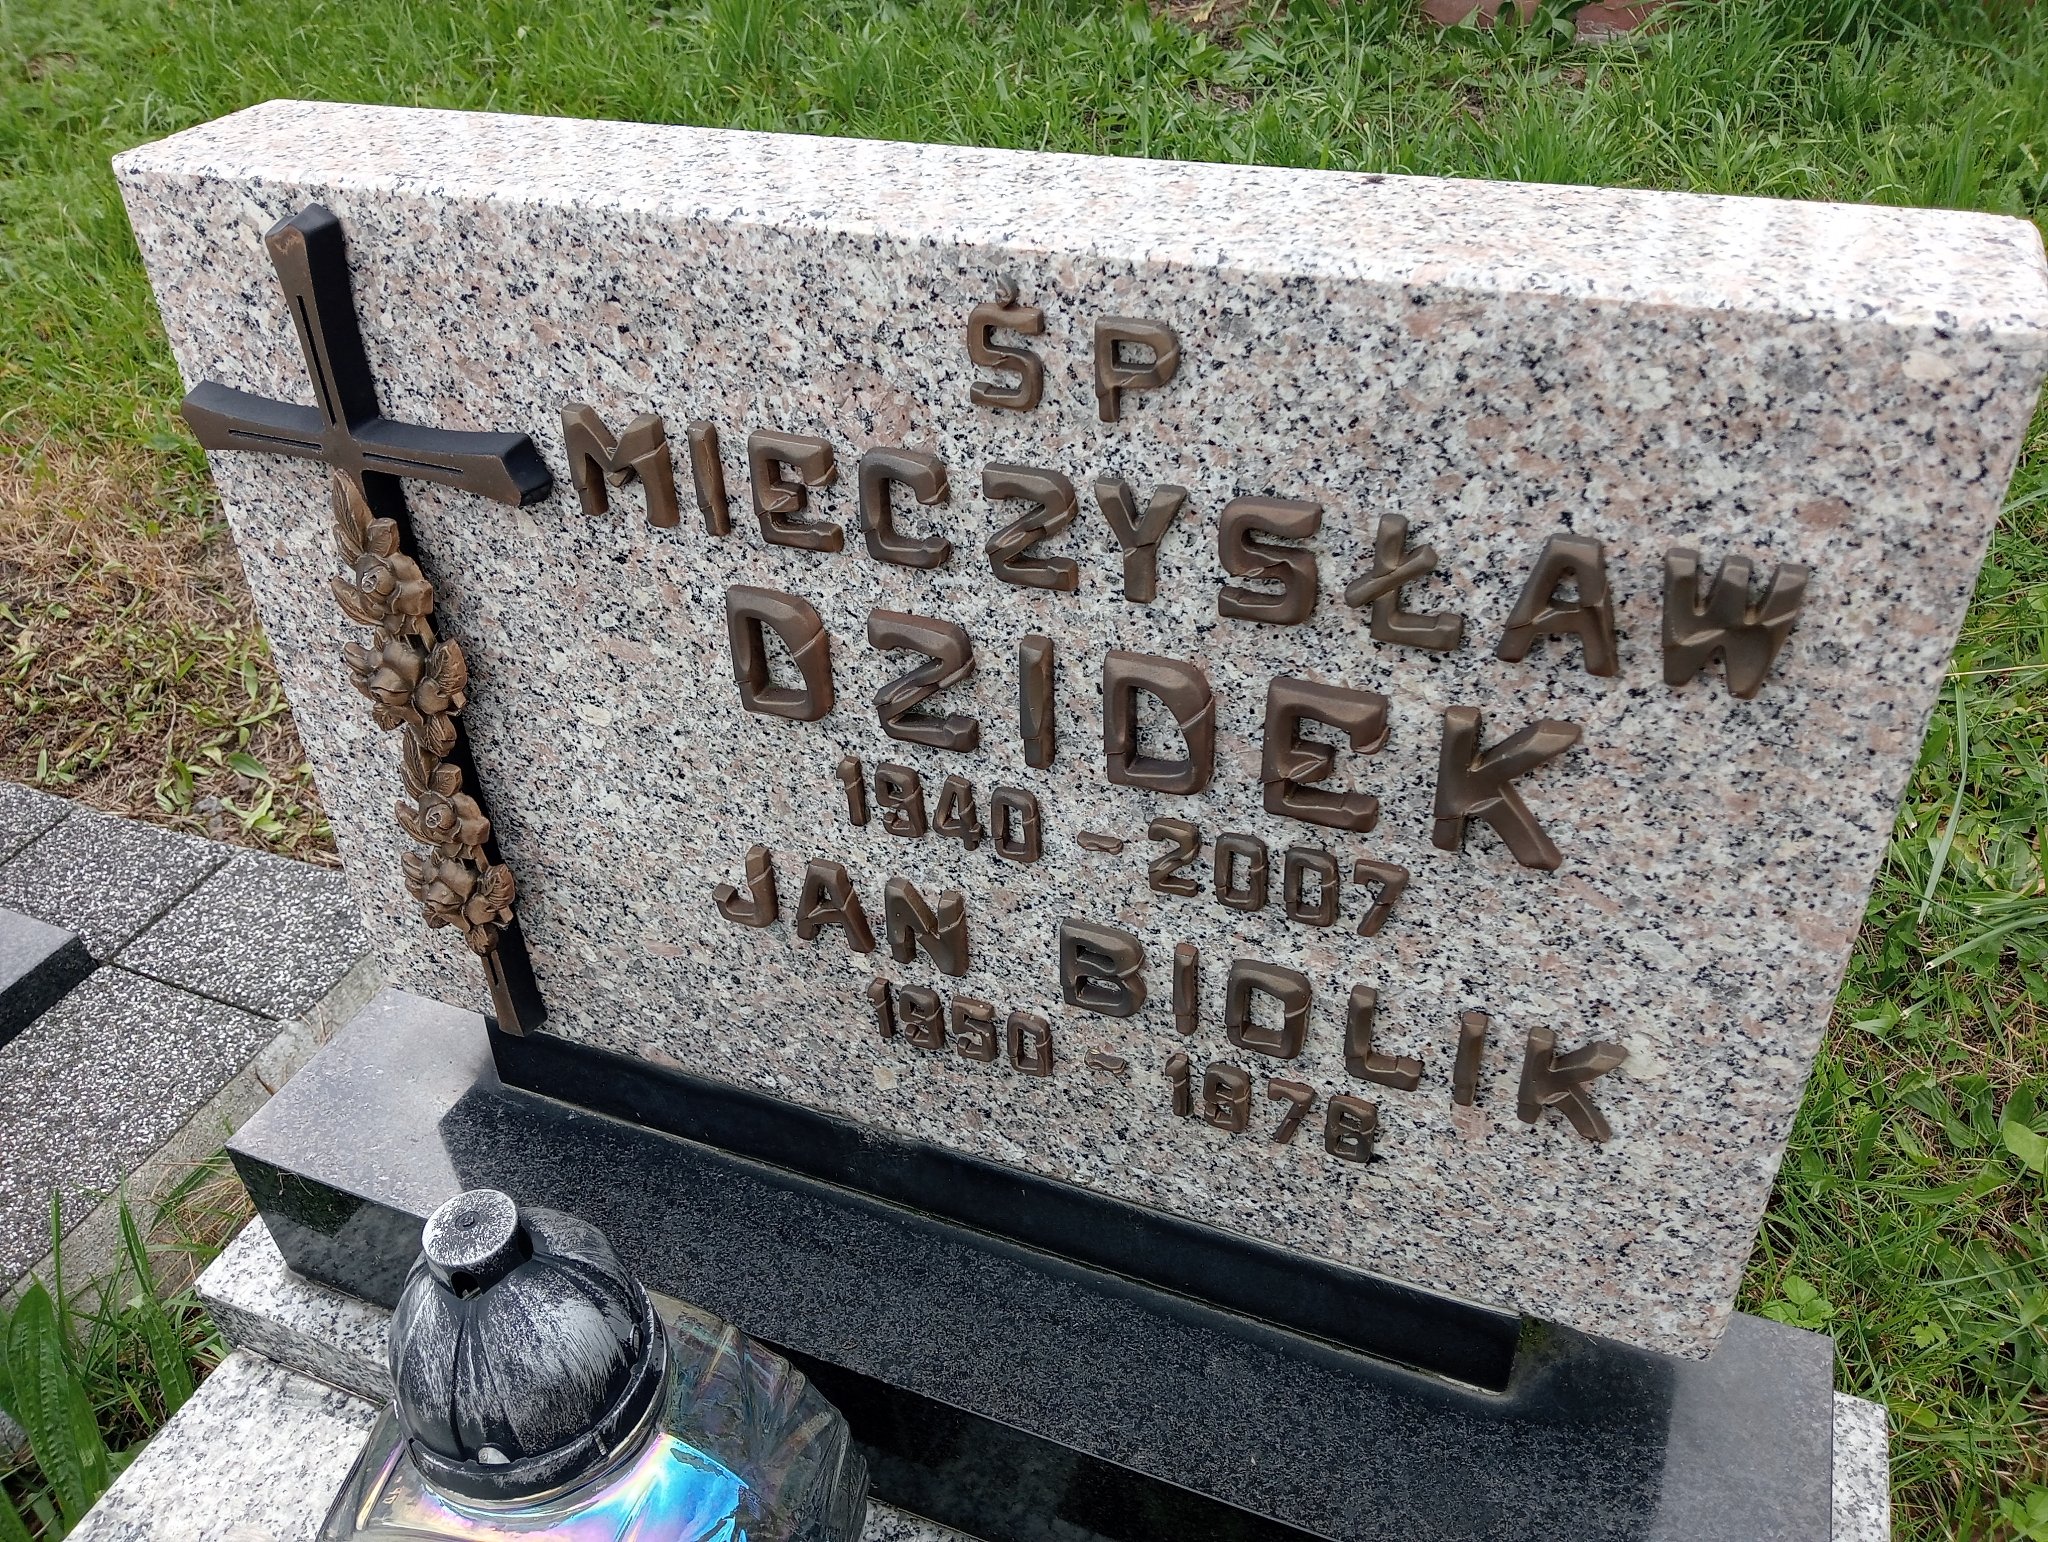 ŚP
MIECZYSŁAW
DZIDEK
1940 - 2007
JAN BIOLIK
1950 - 1978